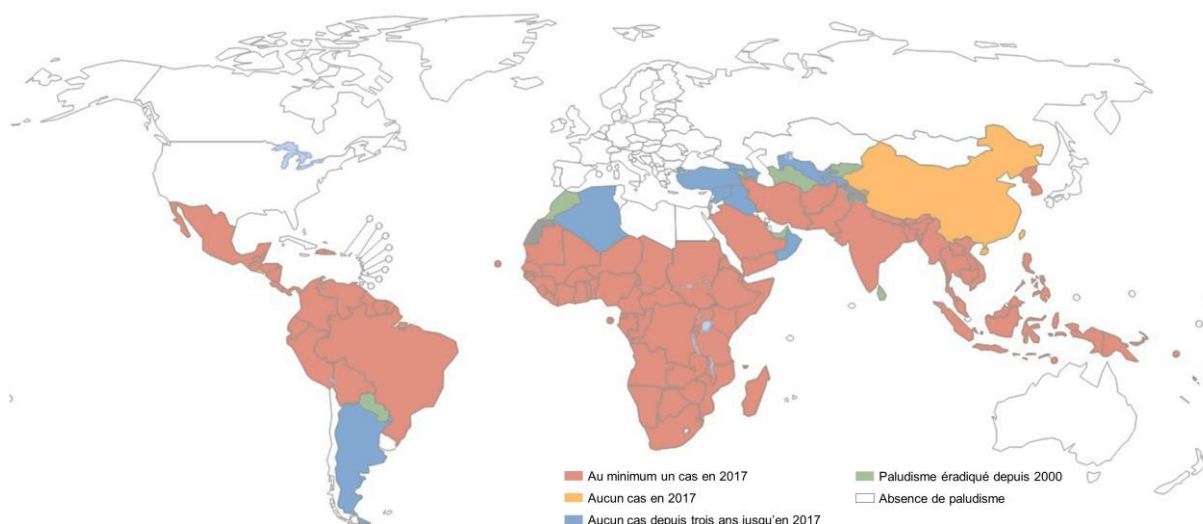 Au minimum un cas en 2017
Aucun cas en 2017
Aucun cas depuis trois ans jusqu'en 2017
Paludisme éradiqué depuis 2000
Absence de paludisme